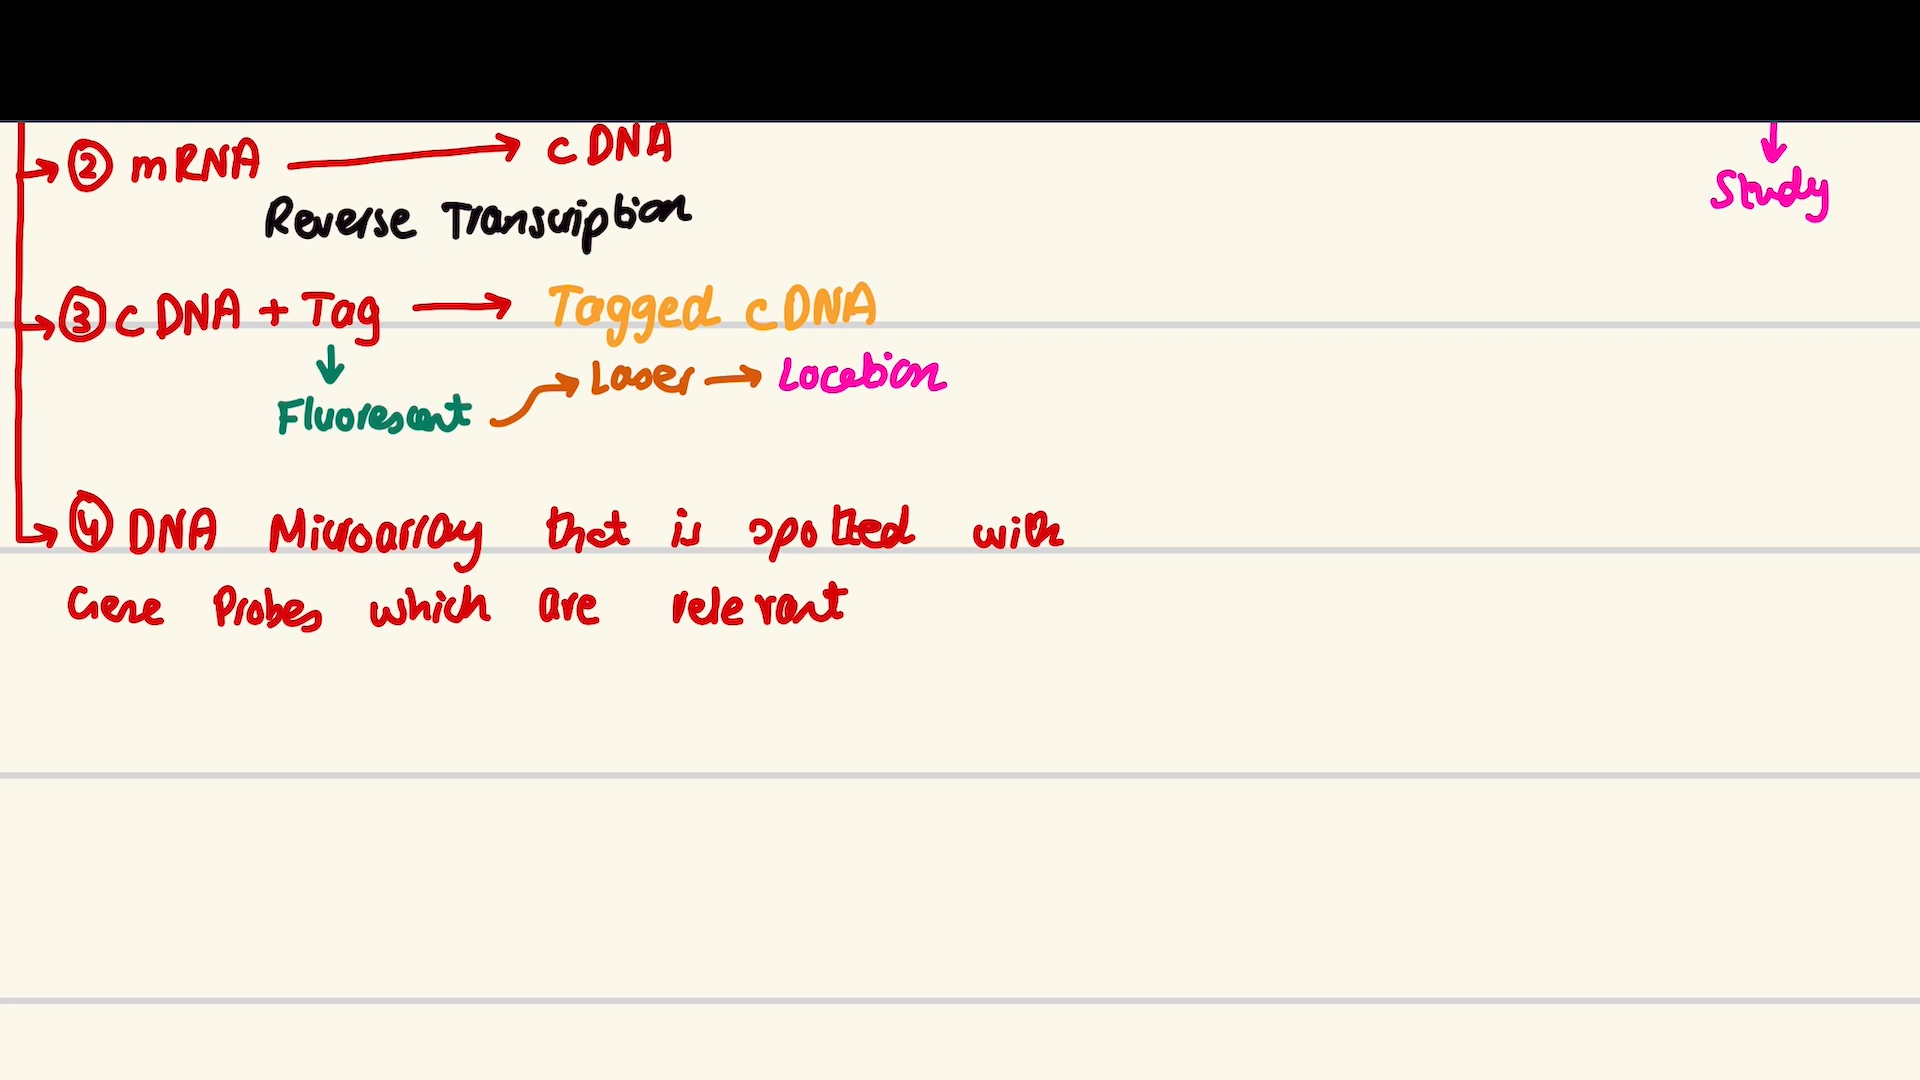 ② mRNA → cDNA
Study
Reverse Transcription
③ cDNA + Tag → Tagged cDNA
↓
Fluorescent → Laser → Location
④ DNA Microarray that is spotted with
Gene Probes which are relevant